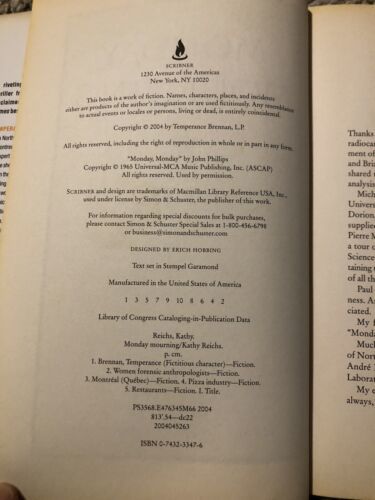 riveting
SCRIBNER
1230 Avenue of the Americas
New York, NY 10020
This book is a work of fiction. Names, characters, places, and incidents
either are products of the author's imagination or are used fictitiously. Any resemblance
to actual events or locales or persons, living or dead, is entirely coincidental.
Copyright © 2004 by Temperance Brennan, L.P.
All rights reserved, including the right of reproduction in whole or in part in any form.
"Monday, Monday" by John Phillips
Copyright © 1965 Universal-MCA Music Publishing, Inc. (ASCAP)
All rights reserved. Used by permission.
SCRIBNER and design are trademarks of Macmillan Library Reference USA, Inc.,
used under license by Simon & Schuster, the publisher of this work.
For information regarding special discounts for bulk purchases,
please contact Simon & Schuster Special Sales at 1-800-456-6798
or business@simonandschuster.com
DESIGNED BY ERICH HOBBING
Text set in Stempel Garamond
Manufactured in the United States of America
1 3 5 7 9 10 8 6 4 2
Library of Congress Cataloging-in-Publication Data
Reichs, Kathy.
Monday mourning/Kathy Reichs.
p. cm.
1. Brennan, Temperance (Fictitious character)—Fiction.
2. Women forensic anthropologists—Fiction.
3. Montréal (Québec)—Fiction. 4. Pizza industry—Fiction.
5. Restaurants—Fiction. I. Title.
PS3568.E476345M66 2004
813'.54—dc22
2004045263
ISBN 0-7432-3347-6
Thanks
radiocar
ment of
and Bri
shared
analysis
Mich
Univers
Dorion,
supplied
Pierre M
a tour o
Science
taining
of all th
Paul
ness. As
ciated.
My f
"Monda
Muc
of Nort
André
Laborat
My
always,